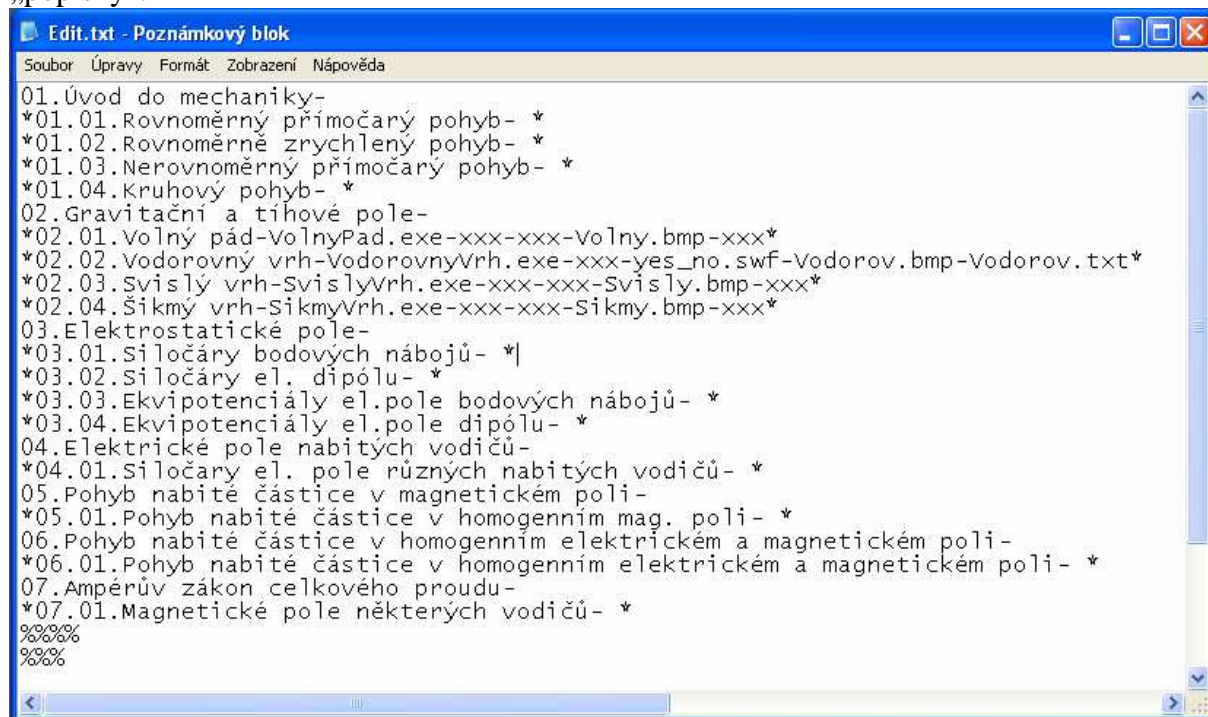 Edit.txt - Poznámkový blok
Soubor Úpravy Formát Zobrazení Nápověda
01.Úvod do mechaniky-
*01.01.Rovnoměrný přímočarý pohyb- *
*01.02.Rovnoměrně zrychlený pohyb- *
*01.03.Nerovnoměrný přímočarý pohyb- *
*01.04.Kruhový pohyb- *
02.Gravitační a tíhové pole-
*02.01.Volný pád-VolnyPad.exe-xxx-xxx-Volny.bmp-xxx*
*02.02.Vodorovný vrh-VodorovnyVrh.exe-xxx-yes_no.swf-Vodorov.bmp-Vodorov.txt*
*02.03.Svislý vrh-SvislyVrh.exe-xxx-xxx-Svisly.bmp-xxx*
*02.04.Šikmý vrh-SikmyVrh.exe-xxx-xxx-Sikmy.bmp-xxx*
03.Elektrostatické pole-
*03.01.Siločáry bodových nábojů- *
*03.02.Siločáry el. dipólu- *
*03.03.Ekvipotenciály el.pole bodových nábojů- *
*03.04.Ekvipotenciály el.pole dipólu- *
04.Elektrické pole nabitých vodičů-
*04.01.Siločary el. pole různých nabitých vodičů- *
05.Pohyb nabité částice v magnetickém poli-
*05.01.Pohyb nabité částice v homogenním mag. poli- *
06.Pohyb nabité částice v homogenním elektrickém a magnetickém poli-
*06.01.Pohyb nabité částice v homogenním elektrickém a magnetickém poli- *
07.Ampérův zákon celkového proudu-
*07.01.Magnetické pole některých vodičů- *
%%%%
%%%